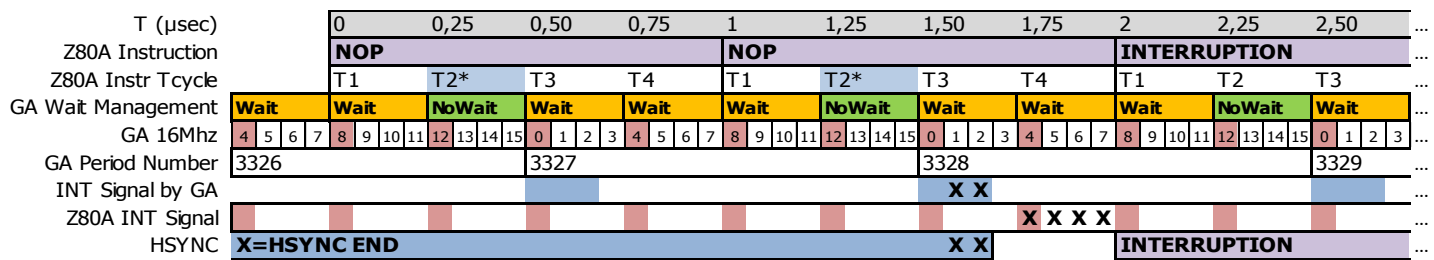 T (µsec) 0 0,25 0,50 0,75 1 1,25 1,50 1,75 2 2,25 2,50 ...
Z80A Instruction NOP NOP INTERRUPTION ...
Z80A Instr Tcycle T1 T2* T3 T4 T1 T2* T3 T4 T1 T2 T3 ...
GA Wait Management Wait Wait NoWait Wait Wait Wait NoWait Wait Wait Wait NoWait Wait ...
GA 16Mhz 4 5 6 7 8 9 10 11 12 13 14 15 0 1 2 3 4 5 6 7 8 9 10 11 12 13 14 15 0 1 2 3 4 5 6 7 8 9 10 11 12 13 14 15 0 1 2 3 ...
GA Period Number 3326 3327 3328 3329 ...
INT Signal by GA X X ...
Z80A INT Signal X X X X ...
HSYNC X=HSYNC END X X INTERRUPTION ...